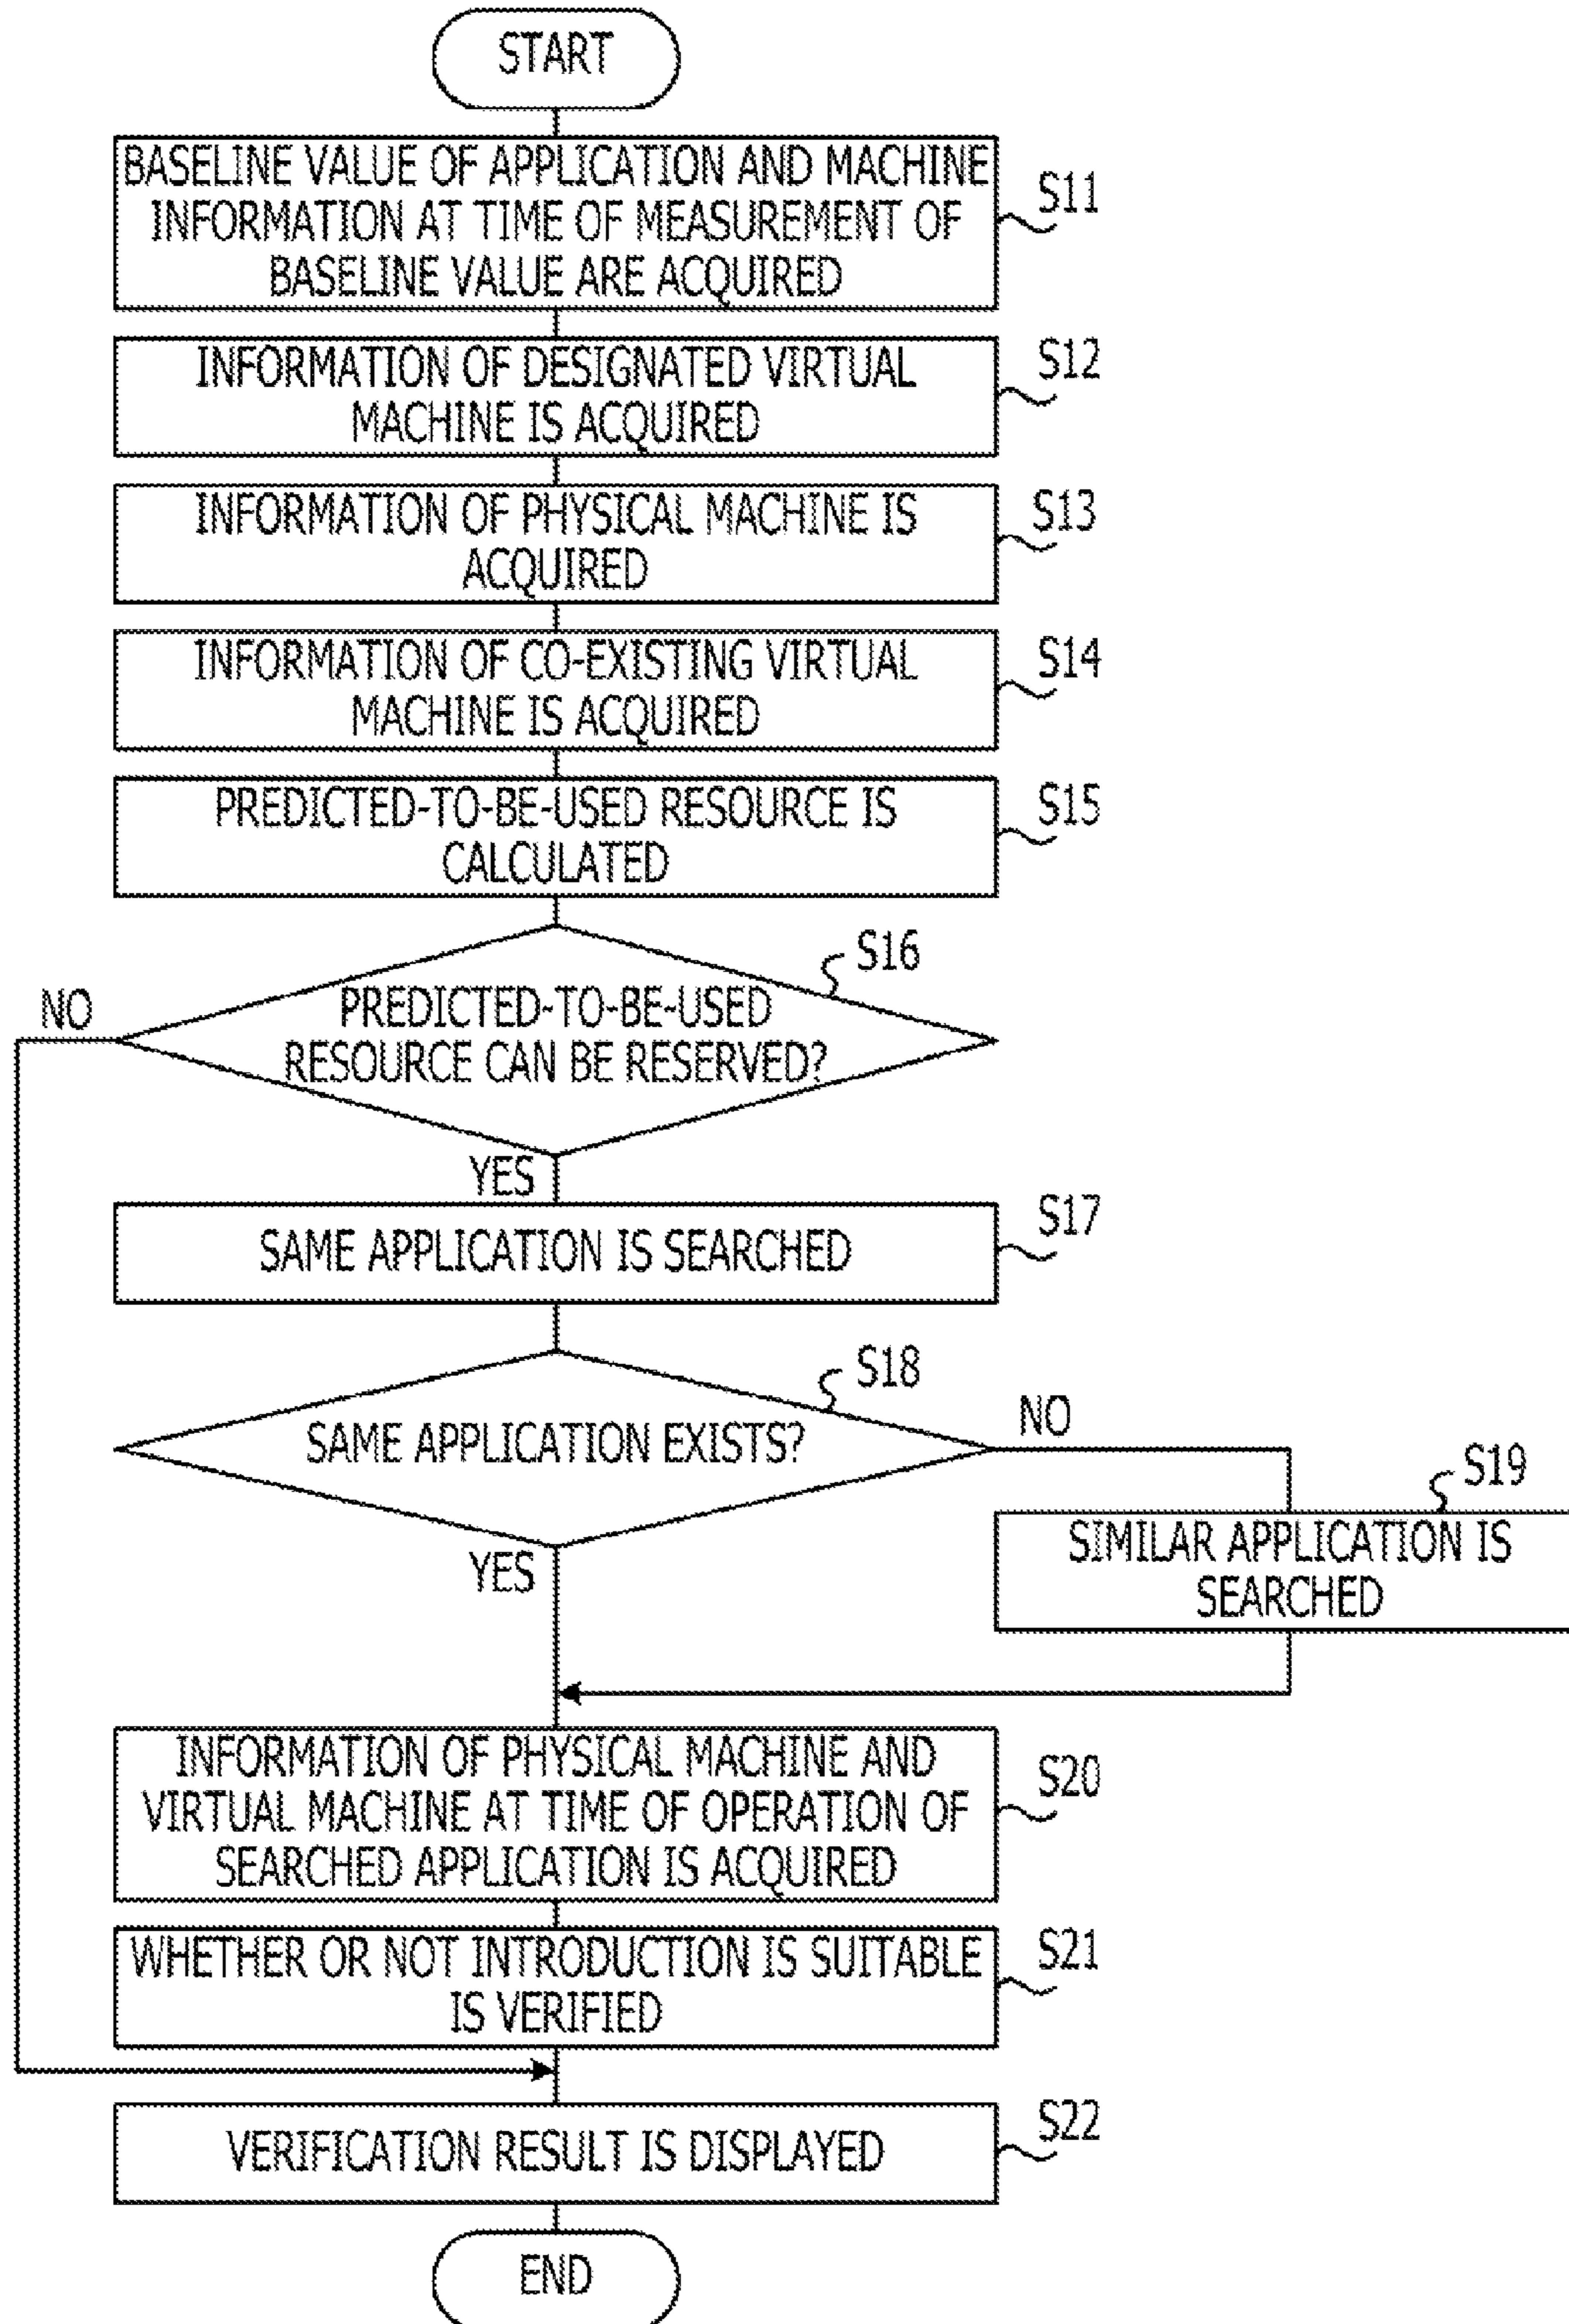 START
BASELINE VALUE OF APPLICATION AND MACHINE
INFORMATION AT TIME OF MEASUREMENT OF
BASELINE VALUE ARE ACQUIRED
S11
INFORMATION OF DESIGNATED VIRTUAL
MACHINE IS ACQUIRED
S12
INFORMATION OF PHYSICAL MACHINE IS
ACQUIRED
S13
INFORMATION OF CO-EXISTING VIRTUAL
MACHINE IS ACQUIRED
S14
PREDICTED-TO-BE-USED RESOURCE IS
CALCULATED
S15
S16
NO
PREDICTED-TO-BE-USED
RESOURCE CAN BE RESERVED?
YES
SAME APPLICATION IS SEARCHED
S17
S18
SAME APPLICATION EXISTS?
NO
S19
SIMILAR APPLICATION IS
SEARCHED
YES
INFORMATION OF PHYSICAL MACHINE AND
VIRTUAL MACHINE AT TIME OF OPERATION OF
SEARCHED APPLICATION IS ACQUIRED
S20
WHETHER OR NOT INTRODUCTION IS SUITABLE
IS VERIFIED
S21
VERIFICATION RESULT IS DISPLAYED
S22
END